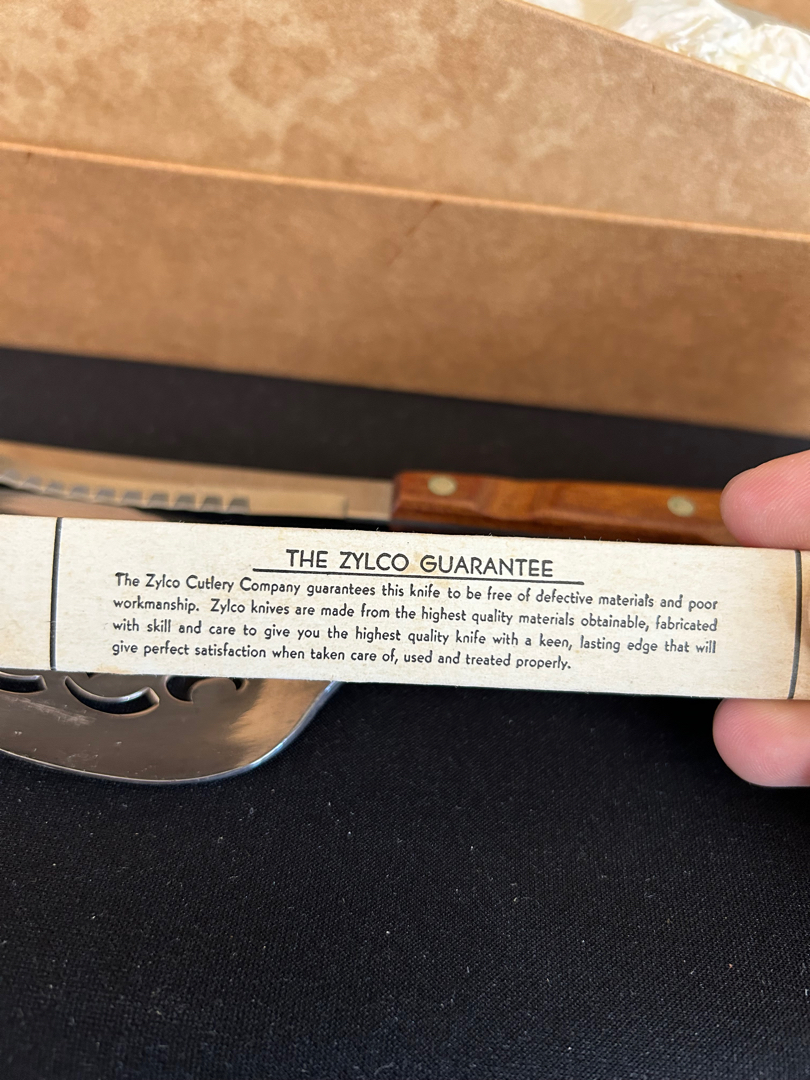 THE ZYLCO GUARANTEE
The Zylco Cutlery Company guarantees this knife to be free of defective materials and poor
workmanship. Zylco knives are made from the highest quality materials obtainable, fabricated
with skill and care to give you the highest quality knife with a keen, lasting edge that will
give perfect satisfaction when taken care of, used and treated properly.